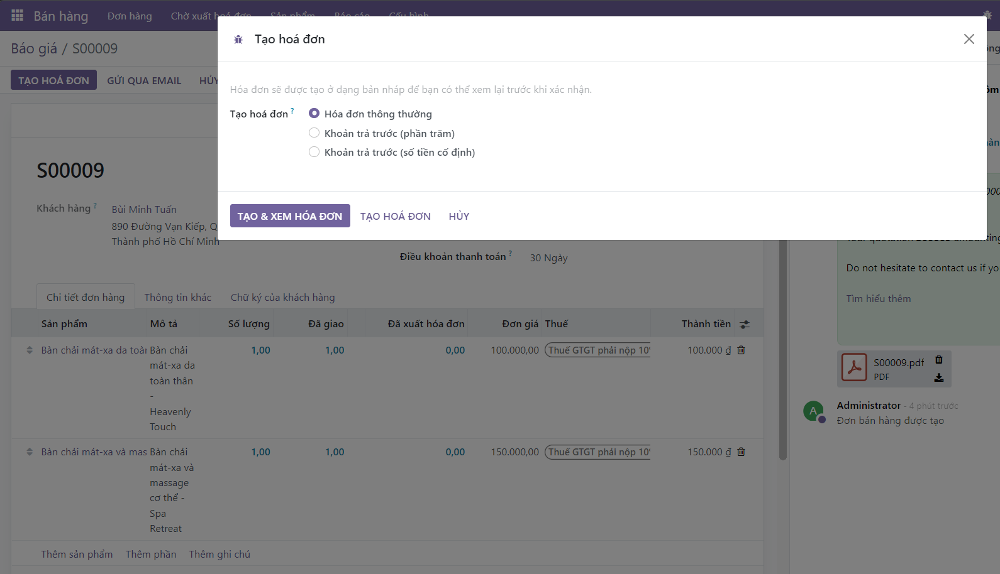 Bán hàng
Đơn hàng
Chờ xuất hoá đơn
Sản phẩm
Báo cáo
Cấu hình
Báo giá / S00009
TẠO HOÁ ĐƠN
GỬI QUA EMAIL
Tạo hoá đơn
Hóa đơn sẽ được tạo ở dạng bản nháp để bạn có thể xem lại trước khi xác nhận.
Tạo hoá đơn ?
Hóa đơn thông thường
Khoản trả trước (phần trăm)
Khoản trả trước (số tiền cố định)
TẠO & XEM HÓA ĐƠN
TẠO HOÁ ĐƠN
HỦY
S00009
Khách hàng ?
Bùi Minh Tuấn
890 Đường Vạn Kiếp, Q
Thành phố Hồ Chí Minh
Điều khoản thanh toán ?
30 Ngày
Chi tiết đơn hàng
Thông tin khác
Chữ ký của khách hàng
Sản phẩm
Mô tả
Số lượng
Đã giao
Đã xuất hóa đơn
Đơn giá
Thuế
Thành tiền
Bàn chải mát-xa da toàn
Bàn chải
mát-xa da
toàn thân
-
Heavenly
Touch
1,00
1,00
0,00
100.000,00
Thuế GTGT phải nộp 10%
100.000 ₫
Bàn chải mát-xa và mas
Bàn chải
mát-xa và
massage
cơ thể -
Spa
Retreat
1,00
1,00
0,00
150.000,00
Thuế GTGT phải nộp 10%
150.000 ₫
Thêm sản phẩm
Thêm phần
Thêm ghi chú
Your quotation S00009 amounting
Do not hesitate to contact us if yo
Tìm hiểu thêm
S00009.pdf
PDF
A
Administrator - 4 phút trước
Đơn bán hàng được tạo